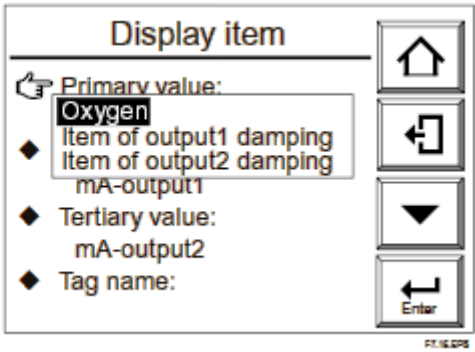 Display item
Primary value:
Oxygen
Item of output1 damping
Item of output2 damping
mA-output1
Tertiary value:
mA-output2
Tag name:
Enter
F7.16.EPS